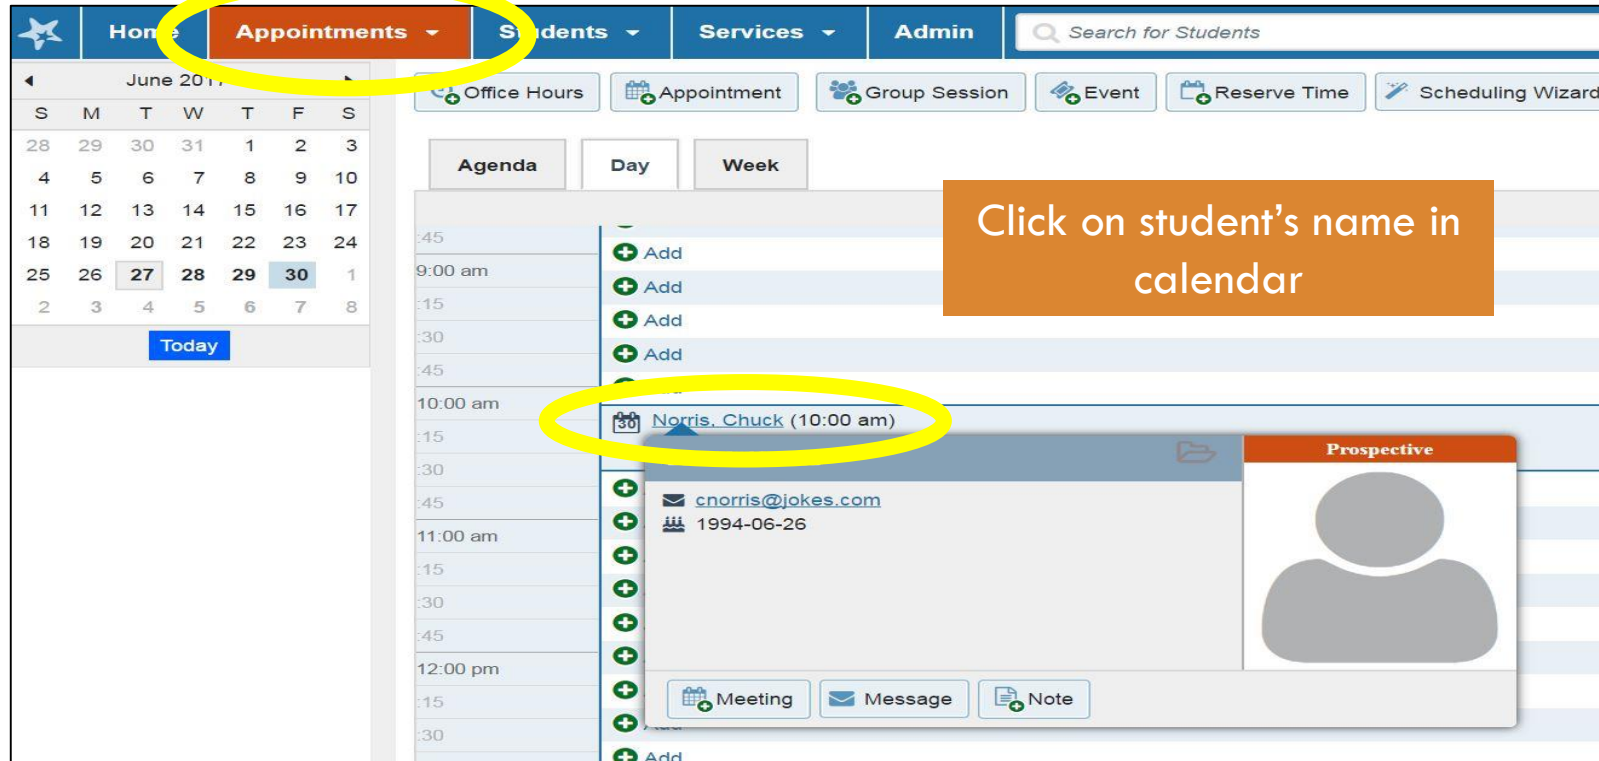 Home Appointments Students Services Admin Search for Students
June 201
S M T W T F S
28 29 30 31 1 2 3
4 5 6 7 8 9 10
11 12 13 14 15 16 17
18 19 20 21 22 23 24
25 26 27 28 29 30 1
2 3 4 5 6 7 8
Today
Office Hours Appointment Group Session Event Reserve Time Scheduling Wizard
Agenda Day Week
Click on student's name in
calendar
:45
Add
9:00 am
Add
:15
Add
:30
Add
:45
10:00 am
30 Norris, Chuck (10:00 am)
:15
:30
:45
11:00 am
:15
:30
:45
12:00 pm
:15
:30
Prospective
cnorris@jokes.com
1994-06-26
Meeting Message Note
Add